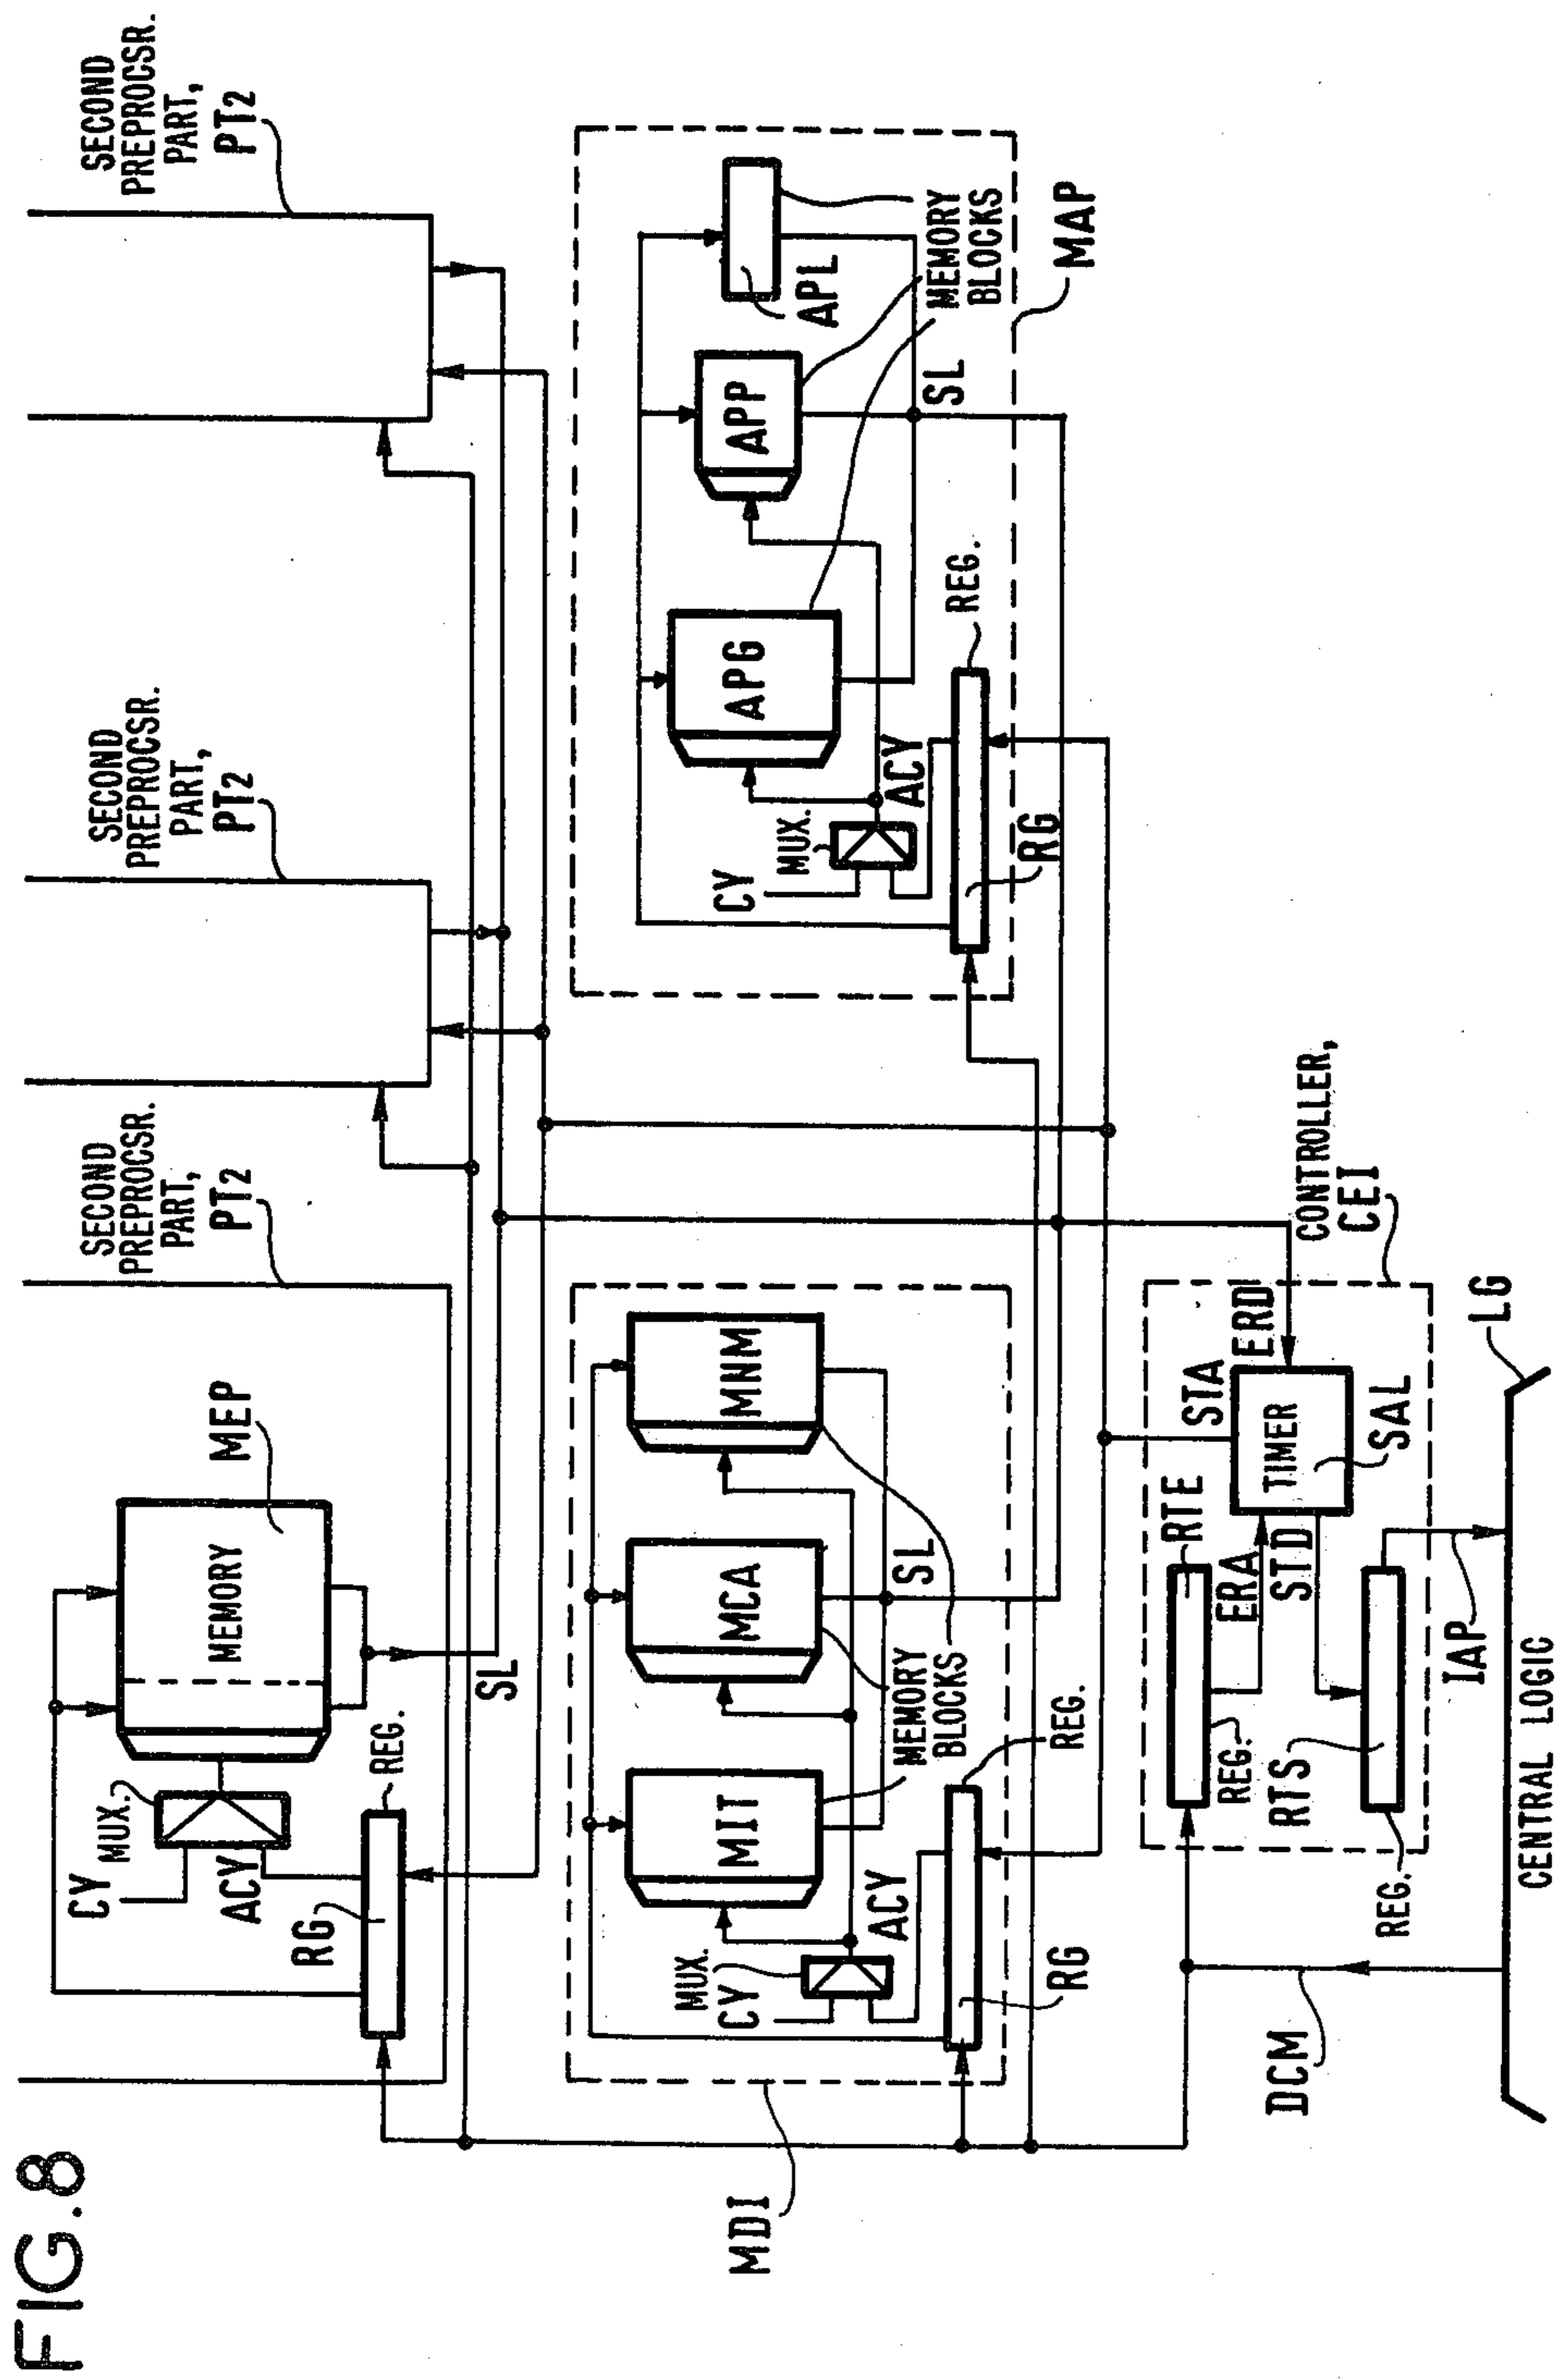 FIG.8
SECOND
PREPROCSR.
PART,
PT2
SECOND
PREPROCSR.
PART,
PT2
SECOND
PREPROCSR.
PART,
PT2
CY
MUX.
ACY
RG
REG.
MEMORY
MEP
SL
MDI
MUX.
CY
ACY
RG
REG.
MIT
MCA
MNM
MEMORY
BLOCKS
SL
CY
MUX.
ACY
RG
REG.
APG
APP
APL
SL
MEMORY
BLOCKS
MAP
CONTROLLER,
CEI
RTE
REG.
ERA
STD
STA
ERD
TIMER
SAL
RTS
REG.
IAP
DCM
CENTRAL LOGIC
LG